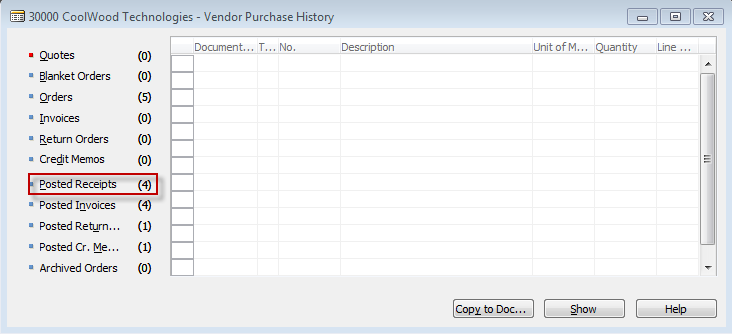 30000 CoolWood Technologies - Vendor Purchase History
Document... T... No. Description Unit of M... Quantity Line ...
Quotes (0)
Blanket Orders (0)
Orders (5)
Invoices (0)
Return Orders (0)
Credit Memos (0)
Posted Receipts (4)
Posted Invoices (4)
Posted Return... (1)
Posted Cr. Me... (1)
Archived Orders (0)
Copy to Doc... Show Help